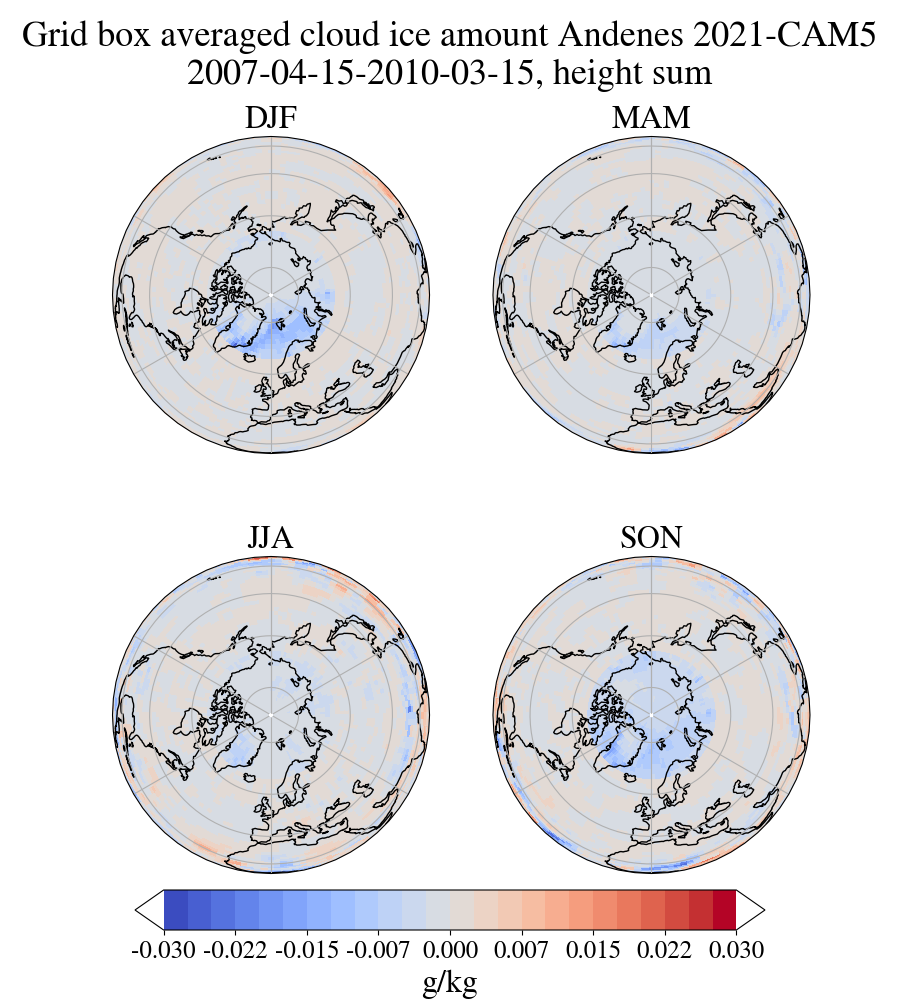 Grid box averaged cloud ice amount Andenes 2021-CAM5
2007-04-15-2010-03-15, height sum
DJF
MAM
JJA
SON
-0.030 -0.022 -0.015 -0.007 0.000 0.007 0.015 0.022 0.030
g/kg